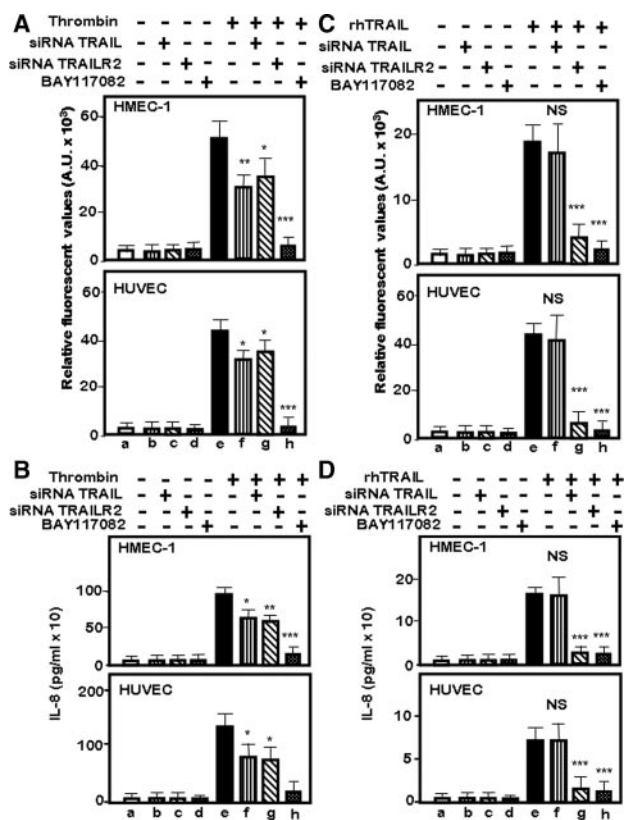 A
Thrombin - - - - + + + +
siRNA TRAIL - + - - - + - -
siRNA TRAILR2 - - + - - - + -
BAY117082 - - - + - - - +
Relative fluorescent values (A.U. x 10³)
HMEC-1
60
40
20
0
** * ***
HUVEC
60
40
20
0
* * ***
a b c d e f g h
B
Thrombin - - - - + + + +
siRNA TRAIL - + - - - + - -
siRNA TRAILR2 - - + - - - + -
BAY117082 - - - + - - - +
IL-8 (pg/ml x 10)
HMEC-1
100
50
0
* ** ***
HUVEC
200
100
0
* *
a b c d e f g h
C
rhTRAIL - - - - + + + +
siRNA TRAIL - + - - - + - -
siRNA TRAILR2 - - + - - - + -
BAY117082 - - - + - - - +
Relative fluorescent values (A.U. x 10³)
HMEC-1
20
10
0
NS *** ***
HUVEC
60
40
20
0
NS *** ***
a b c d e f g h
D
rhTRAIL - - - - + + + +
siRNA TRAIL - + - - - + - -
siRNA TRAILR2 - - + - - - + -
BAY117082 - - - + - - - +
IL-8 (pg/ml x 10)
HMEC-1
20
10
0
NS *** ***
HUVEC
10
5
0
NS *** ***
a b c d e f g h